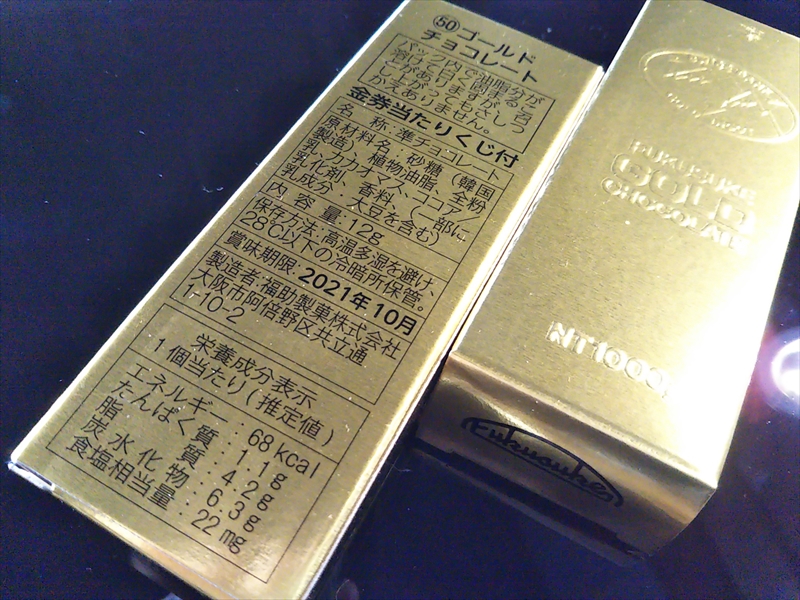 ㊿ゴールド
チョコレート
パック内で油脂分が
溶けて白く固まるこ
とがありますが、召
し上がってもさしつ
かえありません。
金券当たりくじ付
名 称:準チョコレート
原材料名:砂糖(韓国
製造)、植物油脂、全粉
乳、カカオマス、ココア/
乳化剤、香料、(一部に
乳成分、大豆を含む)
内 容 量:12g
保存方法:高温多湿を避け、
28℃以下の冷暗所保管。
賞味期限:2021年10月
製造者:福助製菓株式会社
大阪市阿倍野区共立通
1-10-2
栄養成分表示
1個当たり(推定値)
エネルギー:68kcal
たんぱく質:1.1g
脂質:4.2g
炭水化物:6.3g
食塩相当量:22mg
FUKUSUKE
GOLD
CHOCOLATE
NT1000
Fukusuke